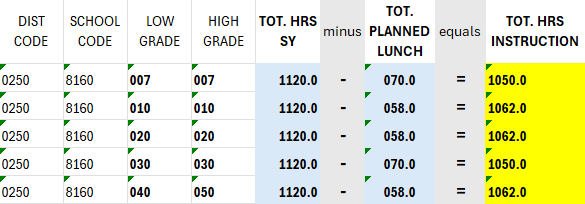 DIST CODE SCHOOL CODE LOW GRADE HIGH GRADE TOT. HRS SY minus TOT. PLANNED LUNCH equals TOT. HRS INSTRUCTION
0250 8160 007 007 1120.0 - 070.0 = 1050.0
0250 8160 010 010 1120.0 - 058.0 = 1062.0
0250 8160 020 020 1120.0 - 058.0 = 1062.0
0250 8160 030 030 1120.0 - 070.0 = 1050.0
0250 8160 040 050 1120.0 - 058.0 = 1062.0